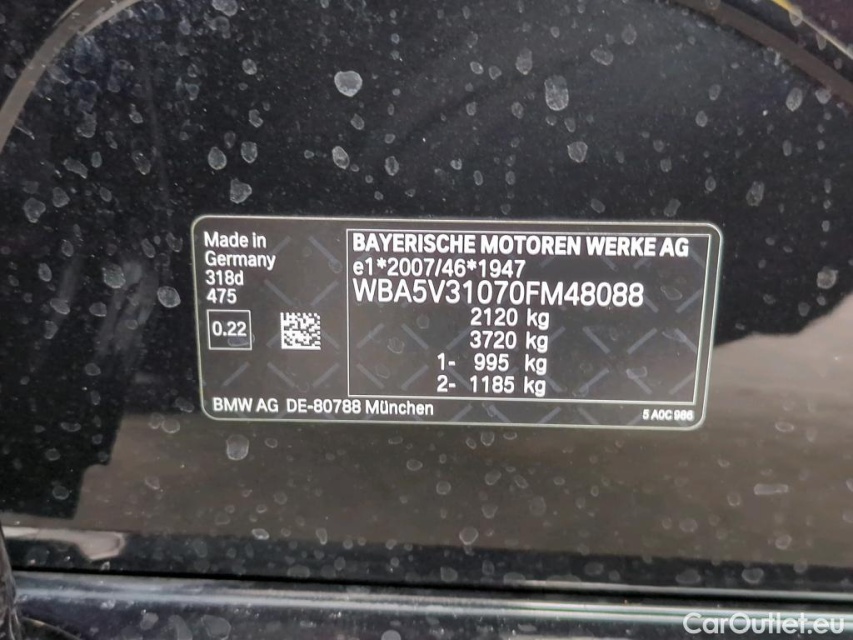 Made in
Germany
318d
475
0.22
BAYERISCHE MOTOREN WERKE AG
e1*2007/46*1947
WBA5V31070FM48088
2120 kg
3720 kg
1- 995 kg
2- 1185 kg
BMW AG DE-80788 München
5 A0C 966
CarOutlet.eu